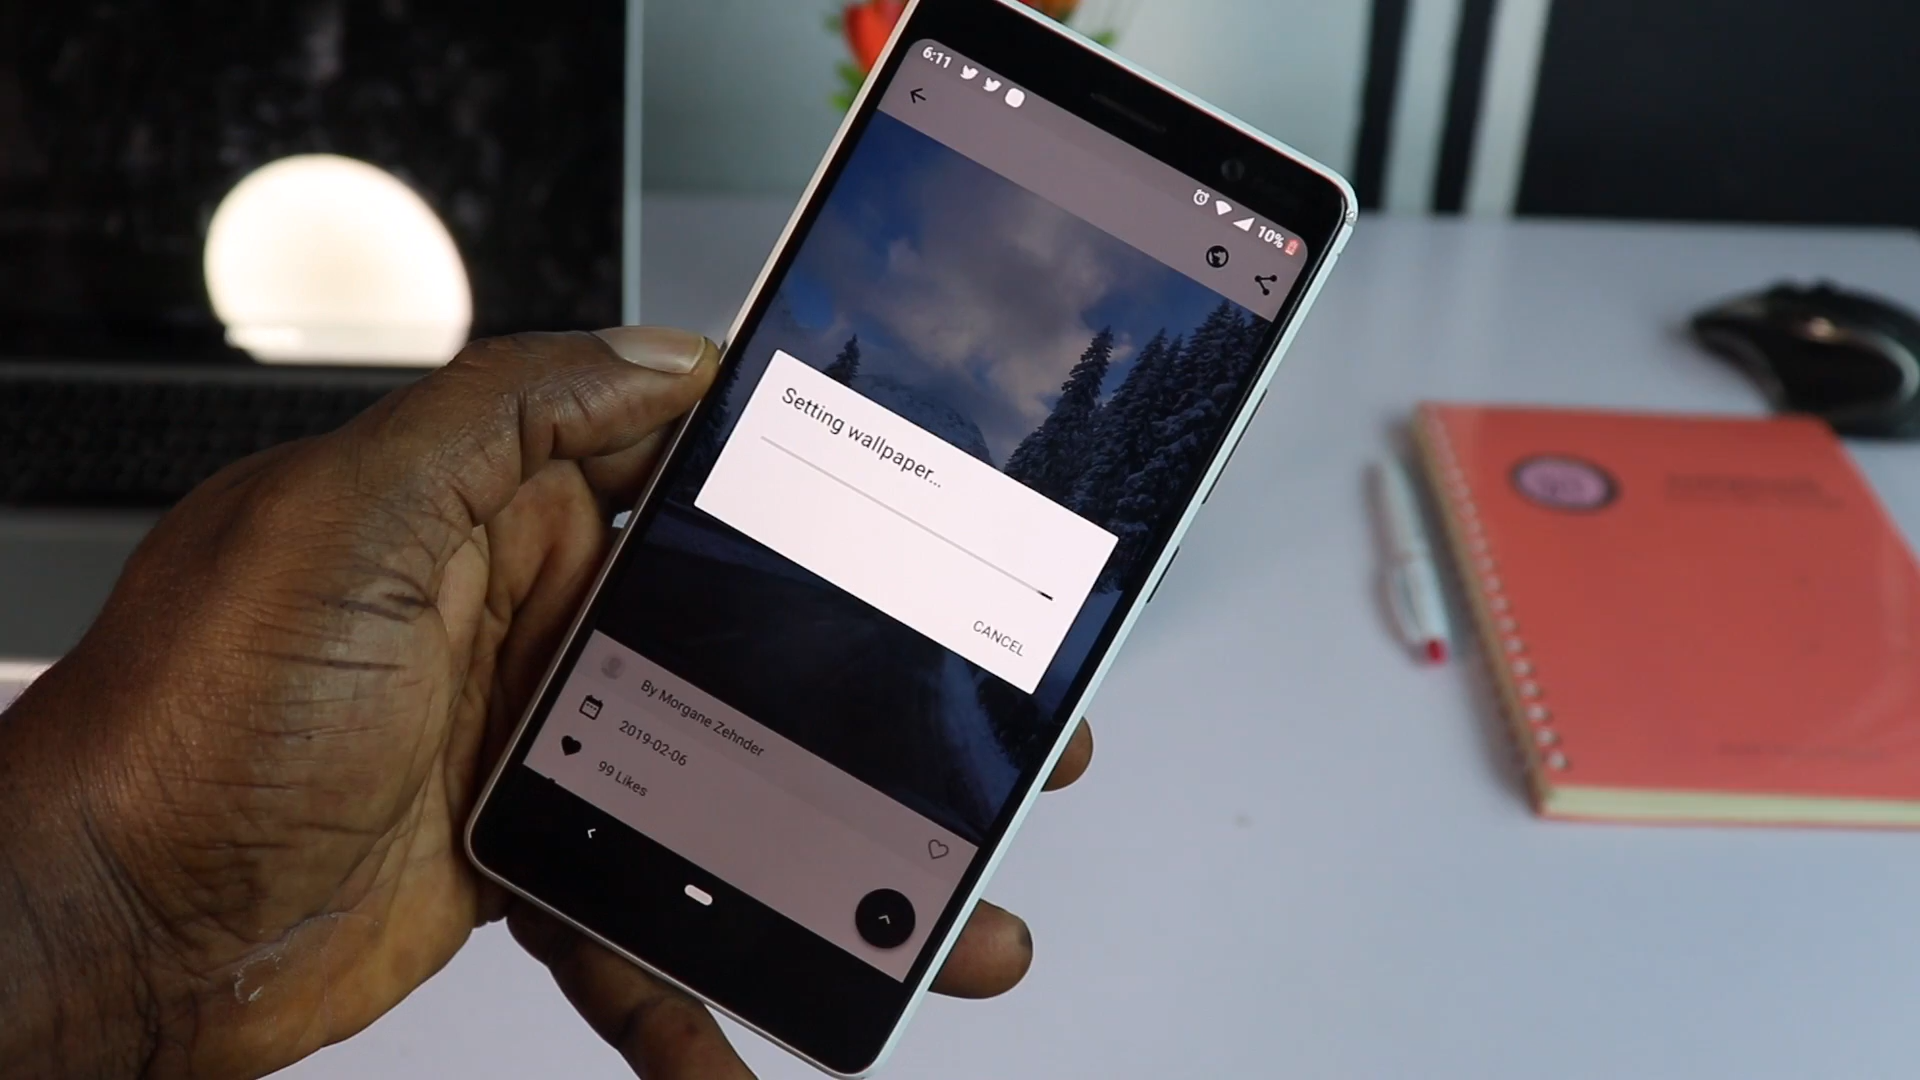 6:11
10%
Setting wallpaper...
CANCEL
By Morgane Zehnder
2019-02-06
99 Likes